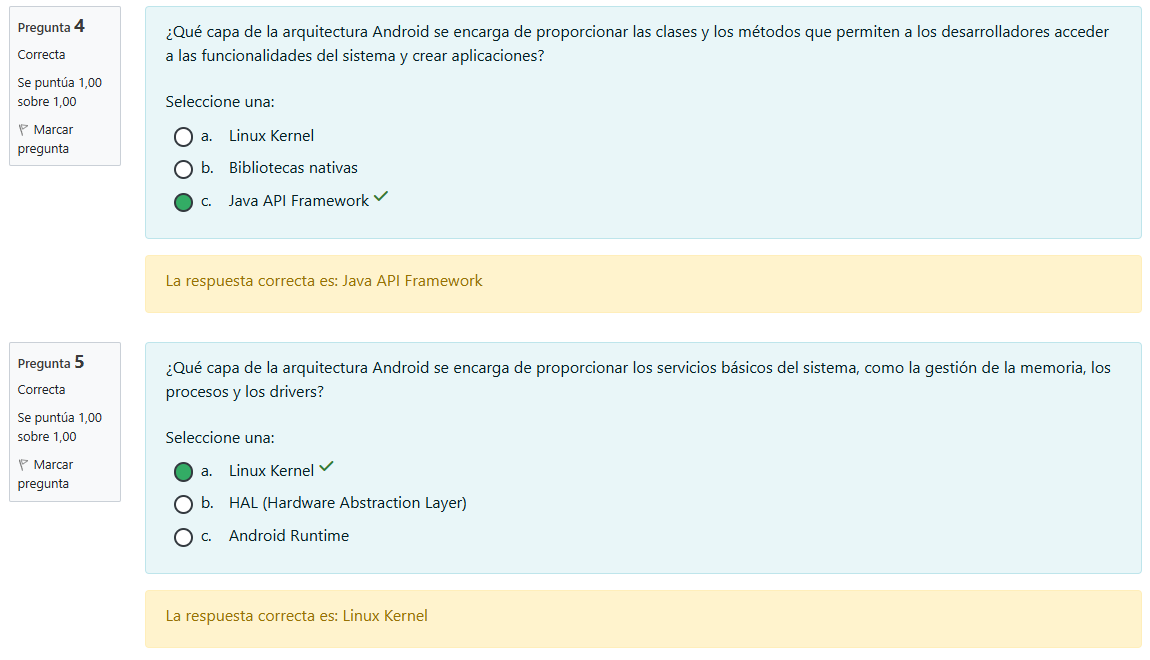 Pregunta 4
Correcta
Se puntúa 1,00
sobre 1,00
Marcar
pregunta
¿Qué capa de la arquitectura Android se encarga de proporcionar las clases y los métodos que permiten a los desarrolladores acceder
a las funcionalidades del sistema y crear aplicaciones?
Seleccione una:
a. Linux Kernel
b. Bibliotecas nativas
c. Java API Framework
La respuesta correcta es: Java API Framework
Pregunta 5
Correcta
Se puntúa 1,00
sobre 1,00
Marcar
pregunta
¿Qué capa de la arquitectura Android se encarga de proporcionar los servicios básicos del sistema, como la gestión de la memoria, los
procesos y los drivers?
Seleccione una:
a. Linux Kernel
b. HAL (Hardware Abstraction Layer)
c. Android Runtime
La respuesta correcta es: Linux Kernel